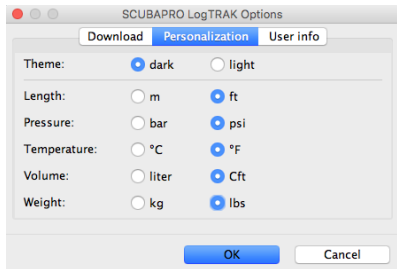 SCUBAPRO LogTRAK Options
Download Personalization User info
Theme: dark light
Length: m ft
Pressure: bar psi
Temperature: °C °F
Volume: liter Cft
Weight: kg lbs
OK Cancel